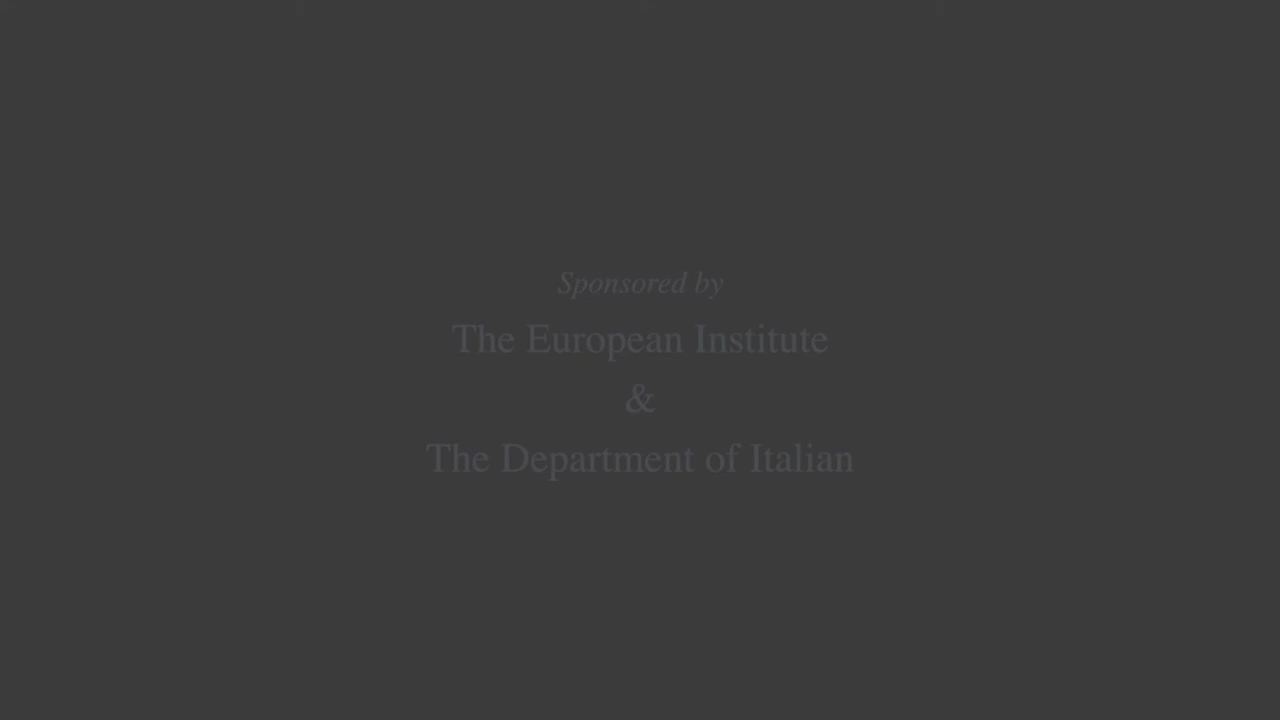 Sponsored by
The European Institute
&
The Department of Italian